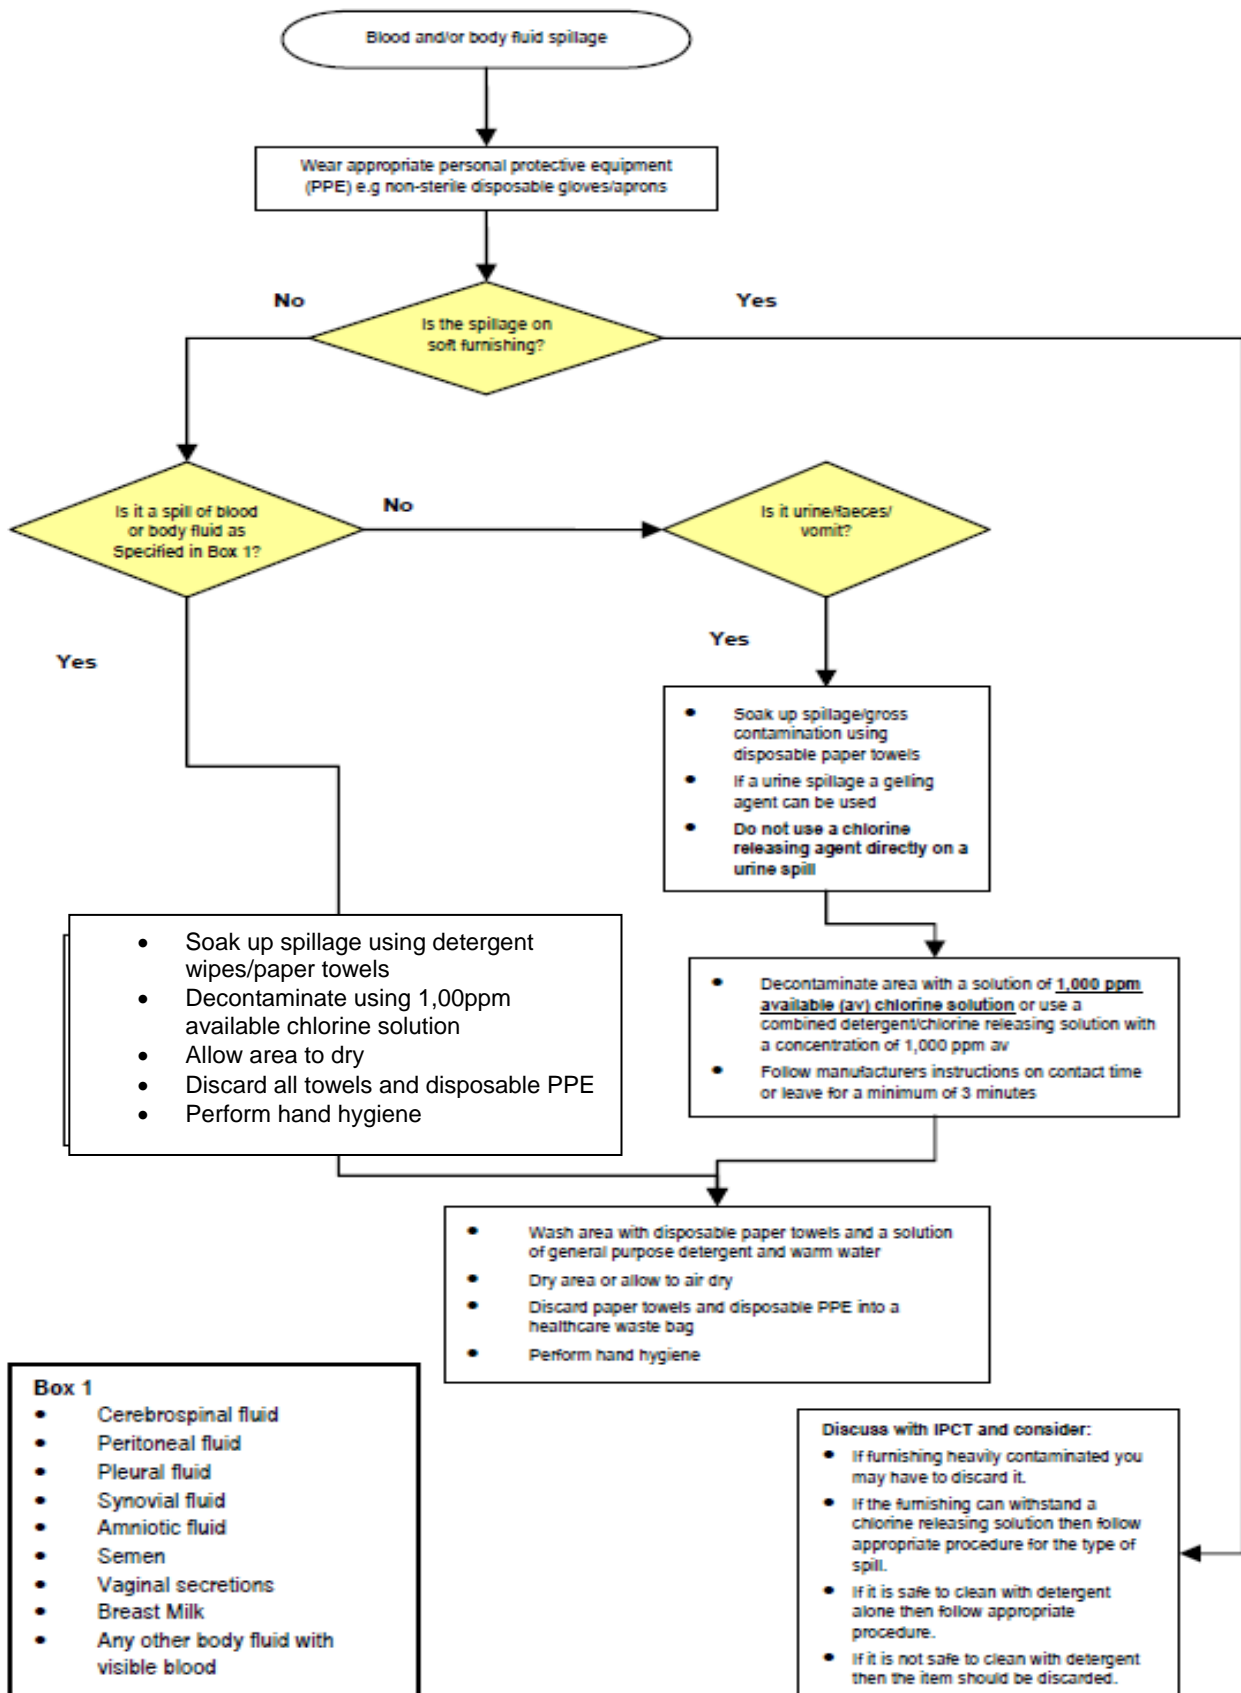 Blood and/or body fluid spillage
Wear appropriate personal protective equipment
(PPE) e.g non-sterile disposable gloves/aprons
No
Yes
Is the spillage on
soft furnishing?
Is it a spill of blood
or body fluid as
Specified in Box 1?
No
Is it urine/faeces/
vomit?
Yes
Yes
• Soak up spillage/gross
contamination using
disposable paper towels
• If a urine spillage a gelling
agent can be used
• Do not use a chlorine
releasing agent directly on a
urine spill
• Soak up spillage using detergent
wipes/paper towels
• Decontaminate using 1,00ppm
available chlorine solution
• Allow area to dry
• Discard all towels and disposable PPE
• Perform hand hygiene
• Decontaminate area with a solution of 1,000 ppm
available (av) chlorine solution or use a
combined detergent/chlorine releasing solution with
a concentration of 1,000 ppm av
• Follow manufacturers instructions on contact time
or leave for a minimum of 3 minutes
• Wash area with disposable paper towels and a solution
of general purpose detergent and warm water
• Dry area or allow to air dry
• Discard paper towels and disposable PPE into a
healthcare waste bag
• Perform hand hygiene
Box 1
• Cerebrospinal fluid
• Peritoneal fluid
• Pleural fluid
• Synovial fluid
• Amniotic fluid
• Semen
• Vaginal secretions
• Breast Milk
• Any other body fluid with
visible blood
Discuss with IPCT and consider:
• If furnishing heavily contaminated you
may have to discard it.
• If the furnishing can withstand a
chlorine releasing solution then follow
appropriate procedure for the type of
spill.
• If it is safe to clean with detergent
alone then follow appropriate
procedure.
• If it is not safe to clean with detergent
then the item should be discarded.